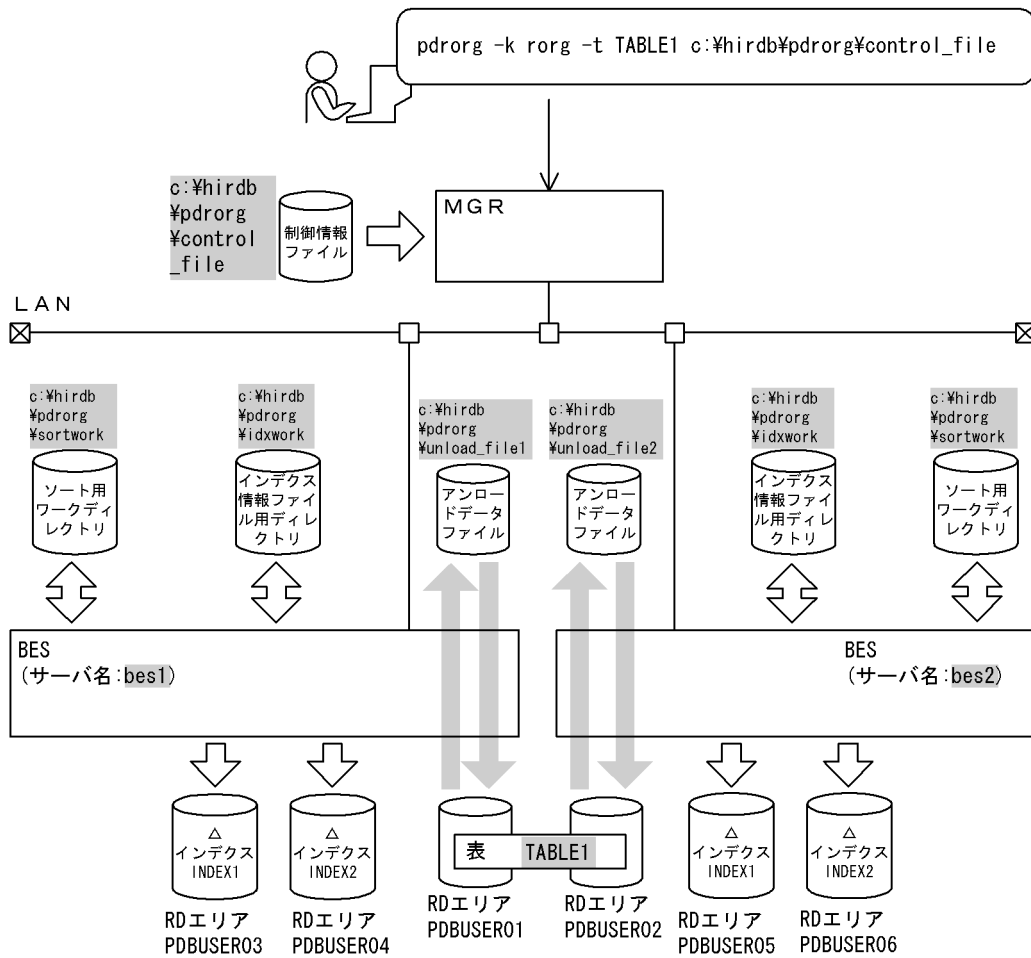 pdrorg -k rorg -t TABLE1 c:¥hirdb¥pdrorg¥control_file
c:¥hirdb
¥pdrorg
¥control
_file
制御情報
ファイル
MGR
LAN
c:¥hirdb
¥pdrorg
¥sortwork
ソート用
ワークディ
レクトリ
c:¥hirdb
¥pdrorg
¥idxwork
インデクス
情報ファイ
ル用ディレ
クトリ
c:¥hirdb
¥pdrorg
¥unload_file1
アンロー
ドデータ
ファイル
c:¥hirdb
¥pdrorg
¥unload_file2
アンロー
ドデータ
ファイル
c:¥hirdb
¥pdrorg
¥idxwork
インデクス
情報ファイ
ル用ディレ
クトリ
c:¥hirdb
¥pdrorg
¥sortwork
ソート用
ワークディ
レクトリ
BES
(サーバ名:bes1)
BES
(サーバ名:bes2)
△
インデクス
INDEX1
RDエリア
PDBUSER03
△
インデクス
INDEX2
RDエリア
PDBUSER04
表 TABLE1
RDエリア
PDBUSER01
RDエリア
PDBUSER02
△
インデクス
INDEX1
RDエリア
PDBUSER05
△
インデクス
INDEX2
RDエリア
PDBUSER06